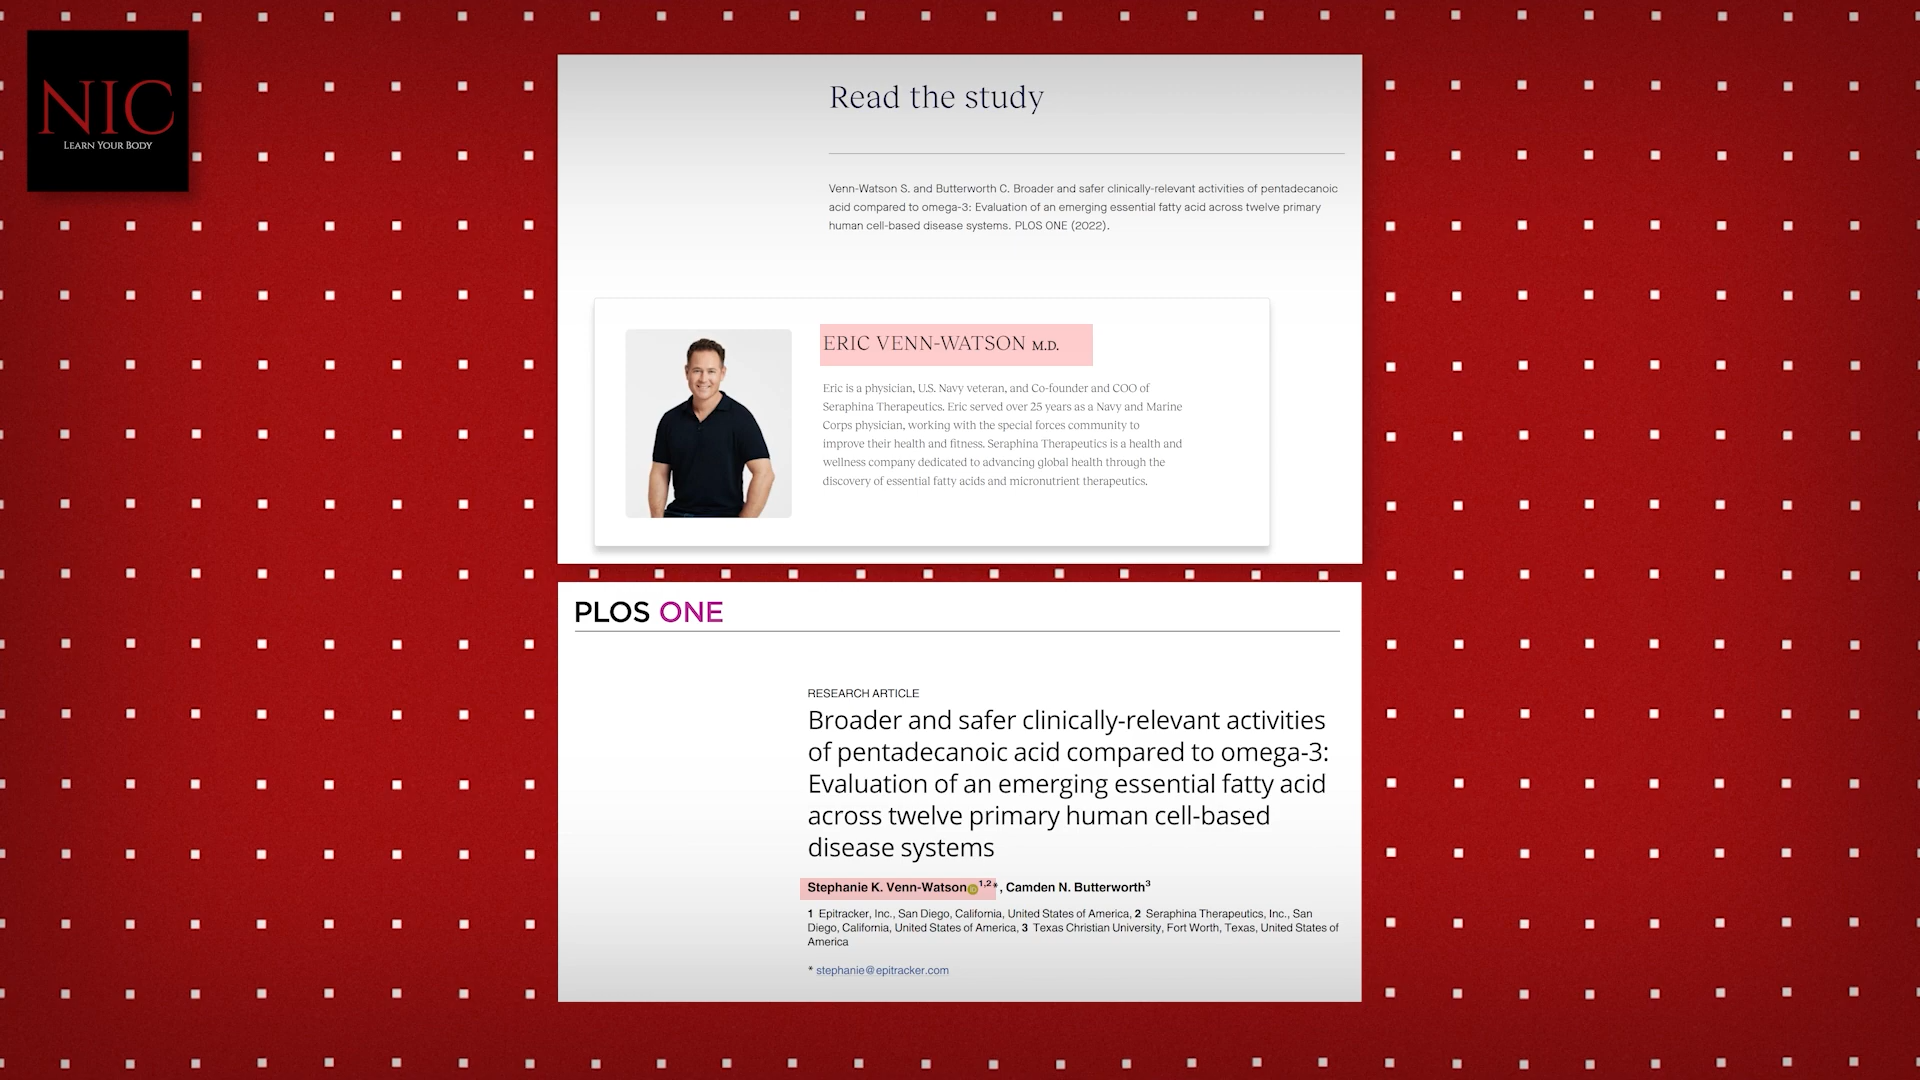 NIC
LEARN YOUR BODY
Read the study
Venn-Watson S. and Butterworth C. Broader and safer clinically-relevant activities of pentadecanoic
acid compared to omega-3: Evaluation of an emerging essential fatty acid across twelve primary
human cell-based disease systems. PLOS ONE (2022).
ERIC VENN-WATSON M.D.
Eric is a physician, U.S. Navy veteran, and Co-founder and COO of
Seraphina Therapeutics. Eric served over 25 years as a Navy and Marine
Corps physician, working with the special forces community to
improve their health and fitness. Seraphina Therapeutics is a health and
wellness company dedicated to advancing global health through the
discovery of essential fatty acids and micronutrient therapeutics.
PLOS ONE
RESEARCH ARTICLE
Broader and safer clinically-relevant activities
of pentadecanoic acid compared to omega-3:
Evaluation of an emerging essential fatty acid
across twelve primary human cell-based
disease systems
Stephanie K. Venn-Watson 1,2*, Camden N. Butterworth3
1 Epitracker, Inc., San Diego, California, United States of America, 2 Seraphina Therapeutics, Inc., San
Diego, California, United States of America, 3 Texas Christian University, Fort Worth, Texas, United States of
America
* stephanie@epitracker.com